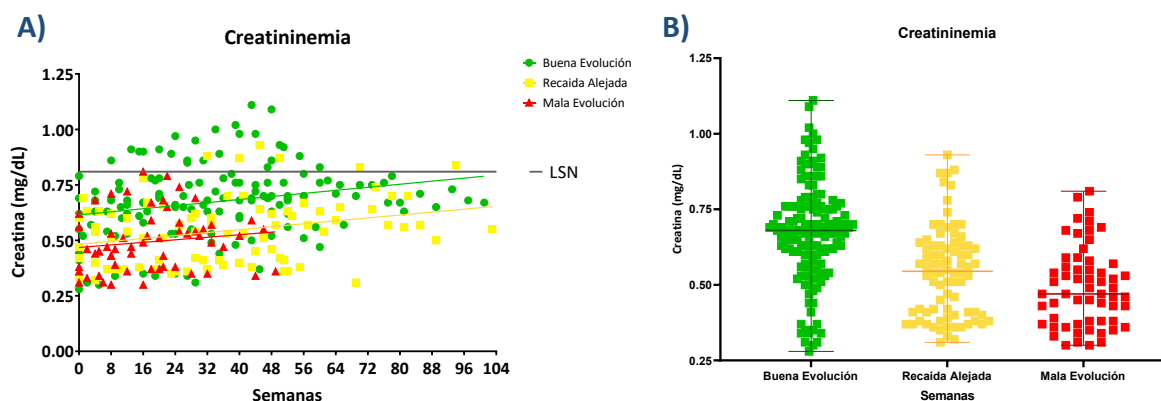 A)
Creatininemia
Creatina (mg/dL)
1.25
1.00
0.75
0.50
0.25
0.00
0 8 16 24 32 40 48 56 64 72 80 88 96 104
Semanas
Buena Evolución
Recaida Alejada
Mala Evolución
LSN
B)
Creatininemia
Creatina (mg/dL)
1.25
1.00
0.75
0.50
0.25
Buena Evolución Recaida Alejada Mala Evolución
Semanas